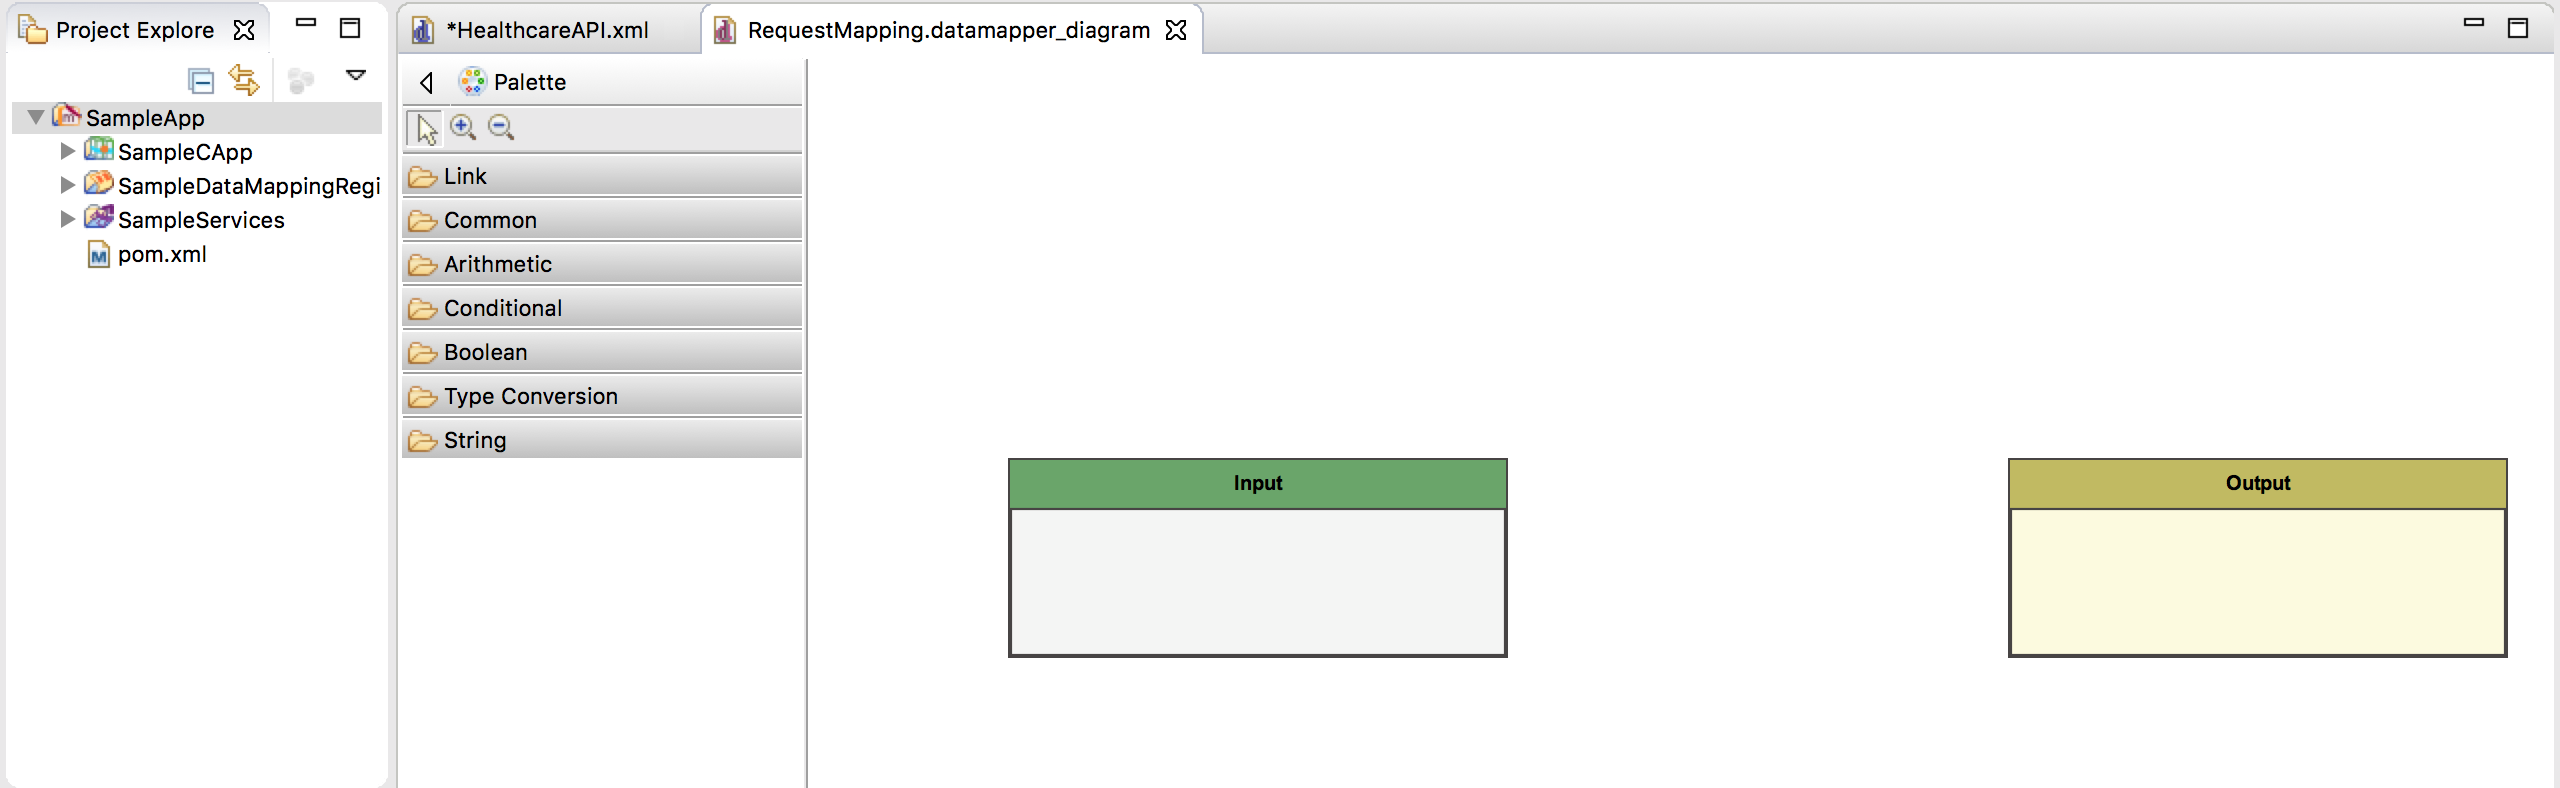 Project Explore
SampleApp
SampleCApp
SampleDataMappingRegi
SampleServices
pom.xml
*HealthcareAPI.xml
RequestMapping.datamapper_diagram
Palette
Link
Common
Arithmetic
Conditional
Boolean
Type Conversion
String
Input
Output